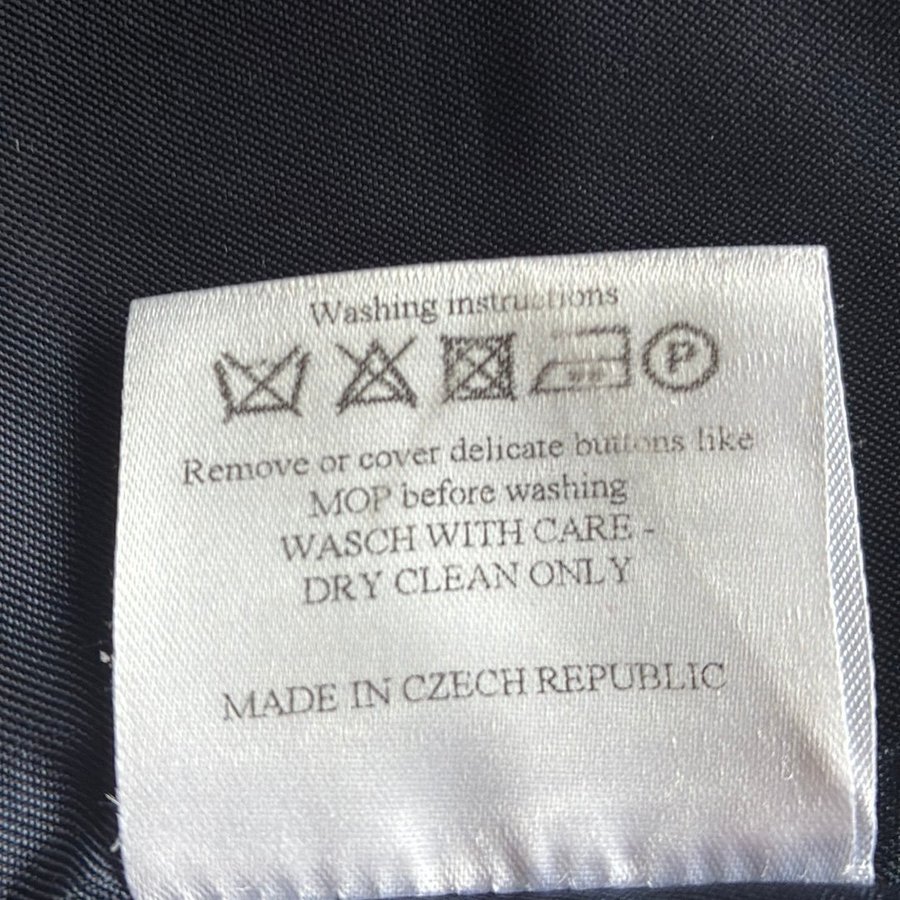 Washing instructions
P
Remove or cover delicate buttons like
MOP before washing
WASCH WITH CARE -
DRY CLEAN ONLY
MADE IN CZECH REPUBLIC